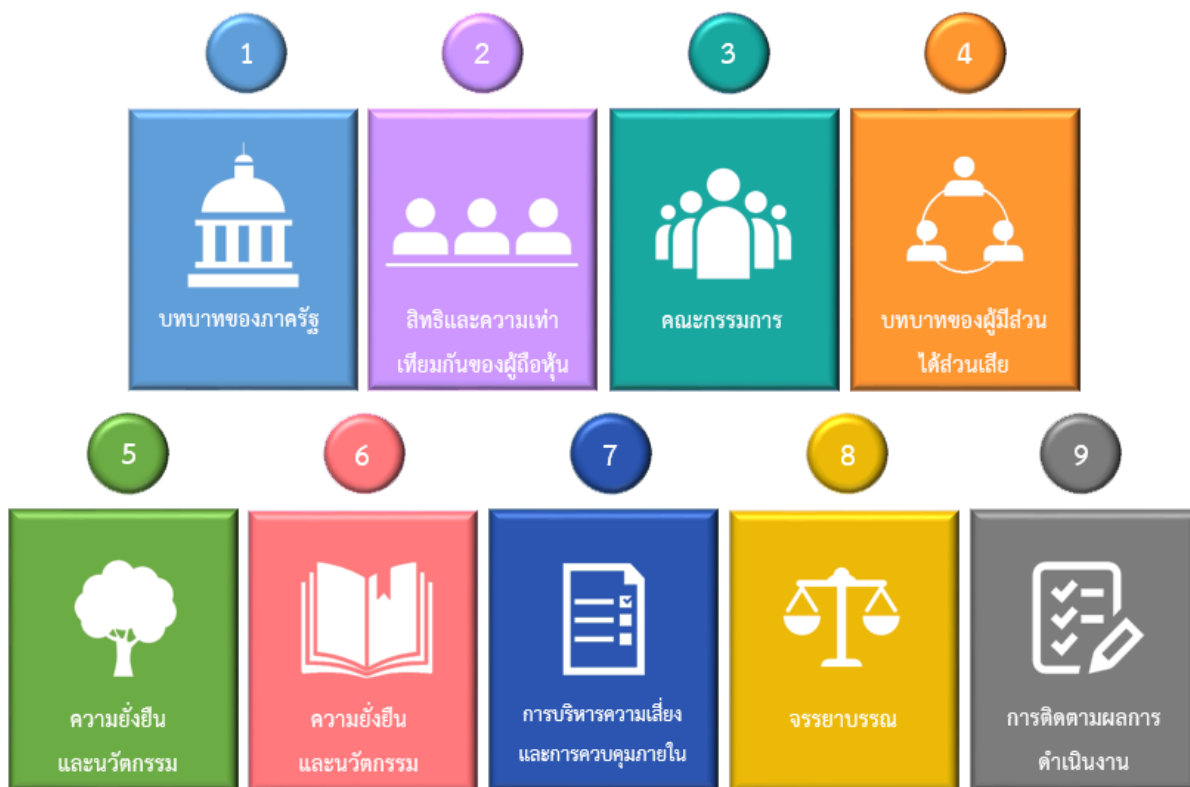 1
2
3
4
บทบาทของภาครัฐ
สิทธิและความเท่า
เทียมกันของผู้ถือหุ้น
คณะกรรมการ
บทบาทของผู้มีส่วน
ได้ส่วนเสีย
5
6
7
8
9
ความยั่งยืน
และนวัตกรรม
ความยั่งยืน
และนวัตกรรม
การบริหารความเสี่ยง
และการควบคุมภายใน
จรรยาบรรณ
การติดตามผลการ
ดำเนินงาน